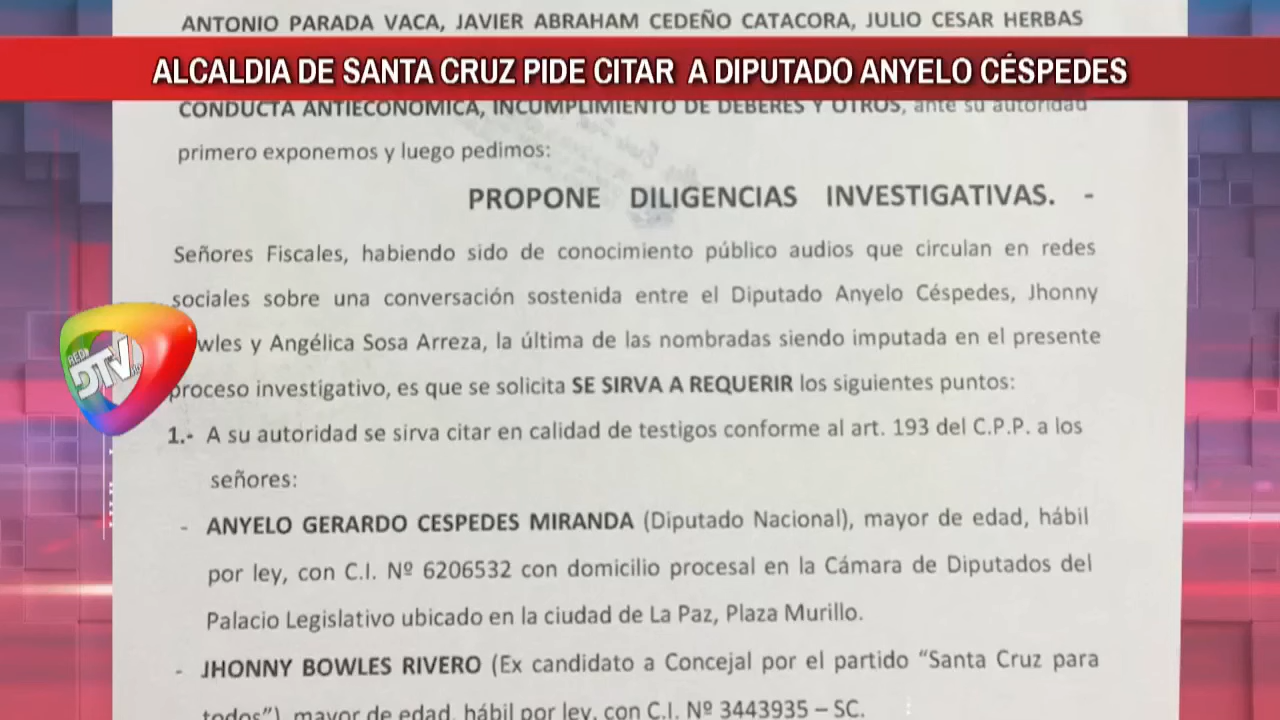 ANTONIO PARADA VACA, JAVIER ABRAHAM CEDEÑO CATACORA, JULIO CESAR HERBAS
ALCALDIA DE SANTA CRUZ PIDE CITAR A DIPUTADO ANYELO CÉSPEDES
CONDUCTA ANTIECONOMICA, INCUMPLIMIENTO DE DEBERES Y OTROS, ante su autoridad
primero exponemos y luego pedimos:
PROPONE DILIGENCIAS INVESTIGATIVAS. -
Señores Fiscales, habiendo sido de conocimiento público audios que circulan en redes
sociales sobre una conversación sostenida entre el Diputado Anyelo Céspedes, Jhonny
wles y Angélica Sosa Arreza, la última de las nombradas siendo imputada en el presente
proceso investigativo, es que se solicita SE SIRVA A REQUERIR los siguientes puntos:
RED DTV
1.- A su autoridad se sirva citar en calidad de testigos conforme al art. 193 del C.P.P. a los
señores:
- ANYELO GERARDO CESPEDES MIRANDA (Diputado Nacional), mayor de edad, hábil
por ley, con C.I. Nº 6206532 con domicilio procesal en la Cámara de Diputados del
Palacio Legislativo ubicado en la ciudad de La Paz, Plaza Murillo.
- JHONNY BOWLES RIVERO (Ex candidato a Concejal por el partido “Santa Cruz para
todos”), mayor de edad, hábil por ley, con C.I. Nº 3443935 – SC.